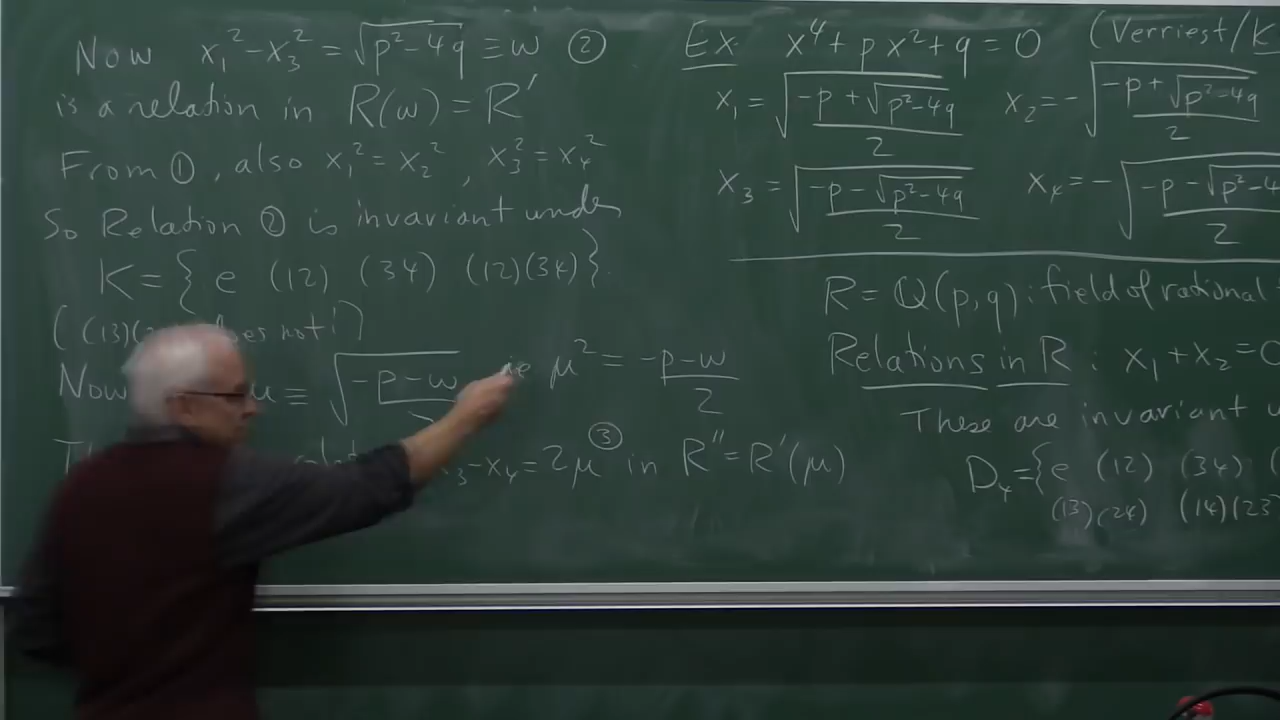 Now x₁² - x₃² = √(p²-4q) ≡ w ②
is a relation in R(w) = R′
From ①, also x₁² = x₂² , x₃² = x₄²
So Relation ② is invariant under
K = { e (12) (34) (12)(34) }.
( (13)( not!)
Now μ ≡ √(-p-w ie μ² = (-p-w)/2
x₃ - x₄ = 2μ ③ in R″ = R′(μ)
Ex. x⁴ + px² + q = 0 (Verriest/K
x₁ = √((-p+√(p²-4q))/2) x₂ = -√((-p+√(p²-4q))/2)
x₃ = √((-p-√(p²-4q))/2) x₄ = -√((-p-√(p²-4
R = Q(p,q) : field of rational
Relations in R : x₁ + x₂ = 0
These are invariant
D₄ = { e (12) (34) (
(13)(24) (14)(23